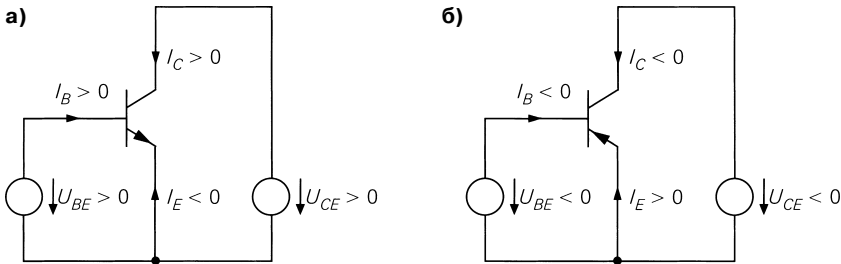 а)
I_C > 0
I_B > 0
U_BE > 0
I_E < 0
U_CE > 0
б)
I_C < 0
I_B < 0
U_BE < 0
I_E > 0
U_CE < 0